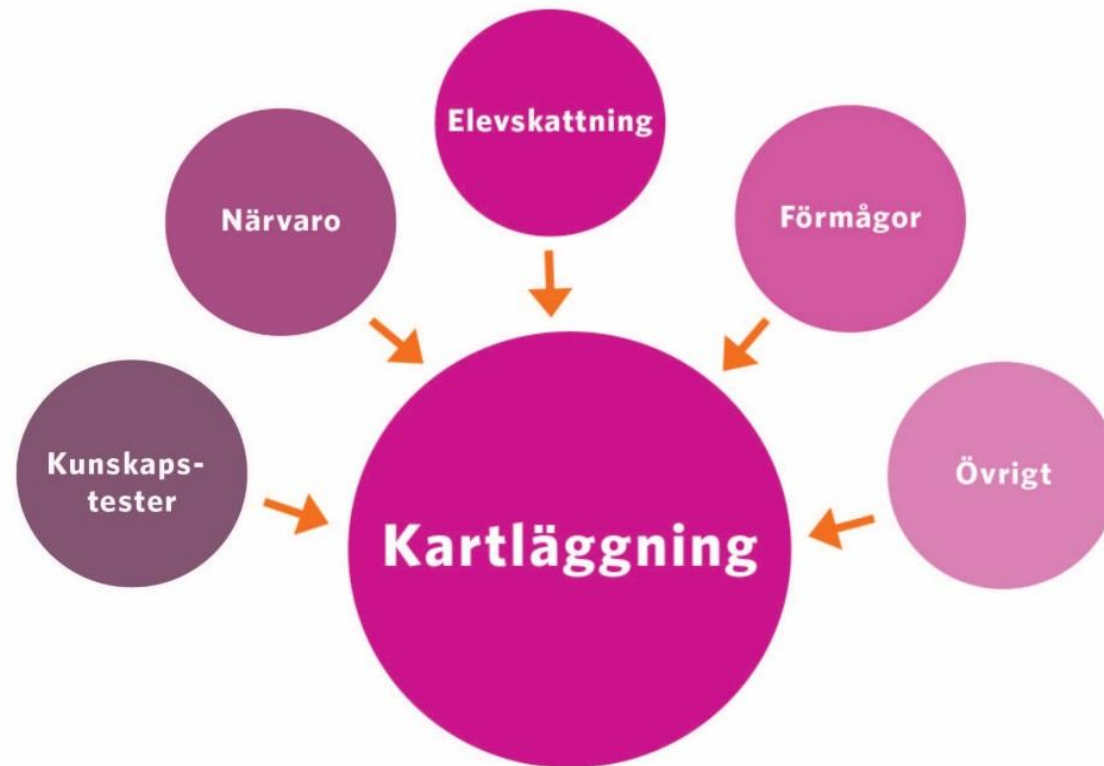 Elevskattning
Närvaro
Förmågor
Kunskaps-
tester
Övrigt
Kartläggning